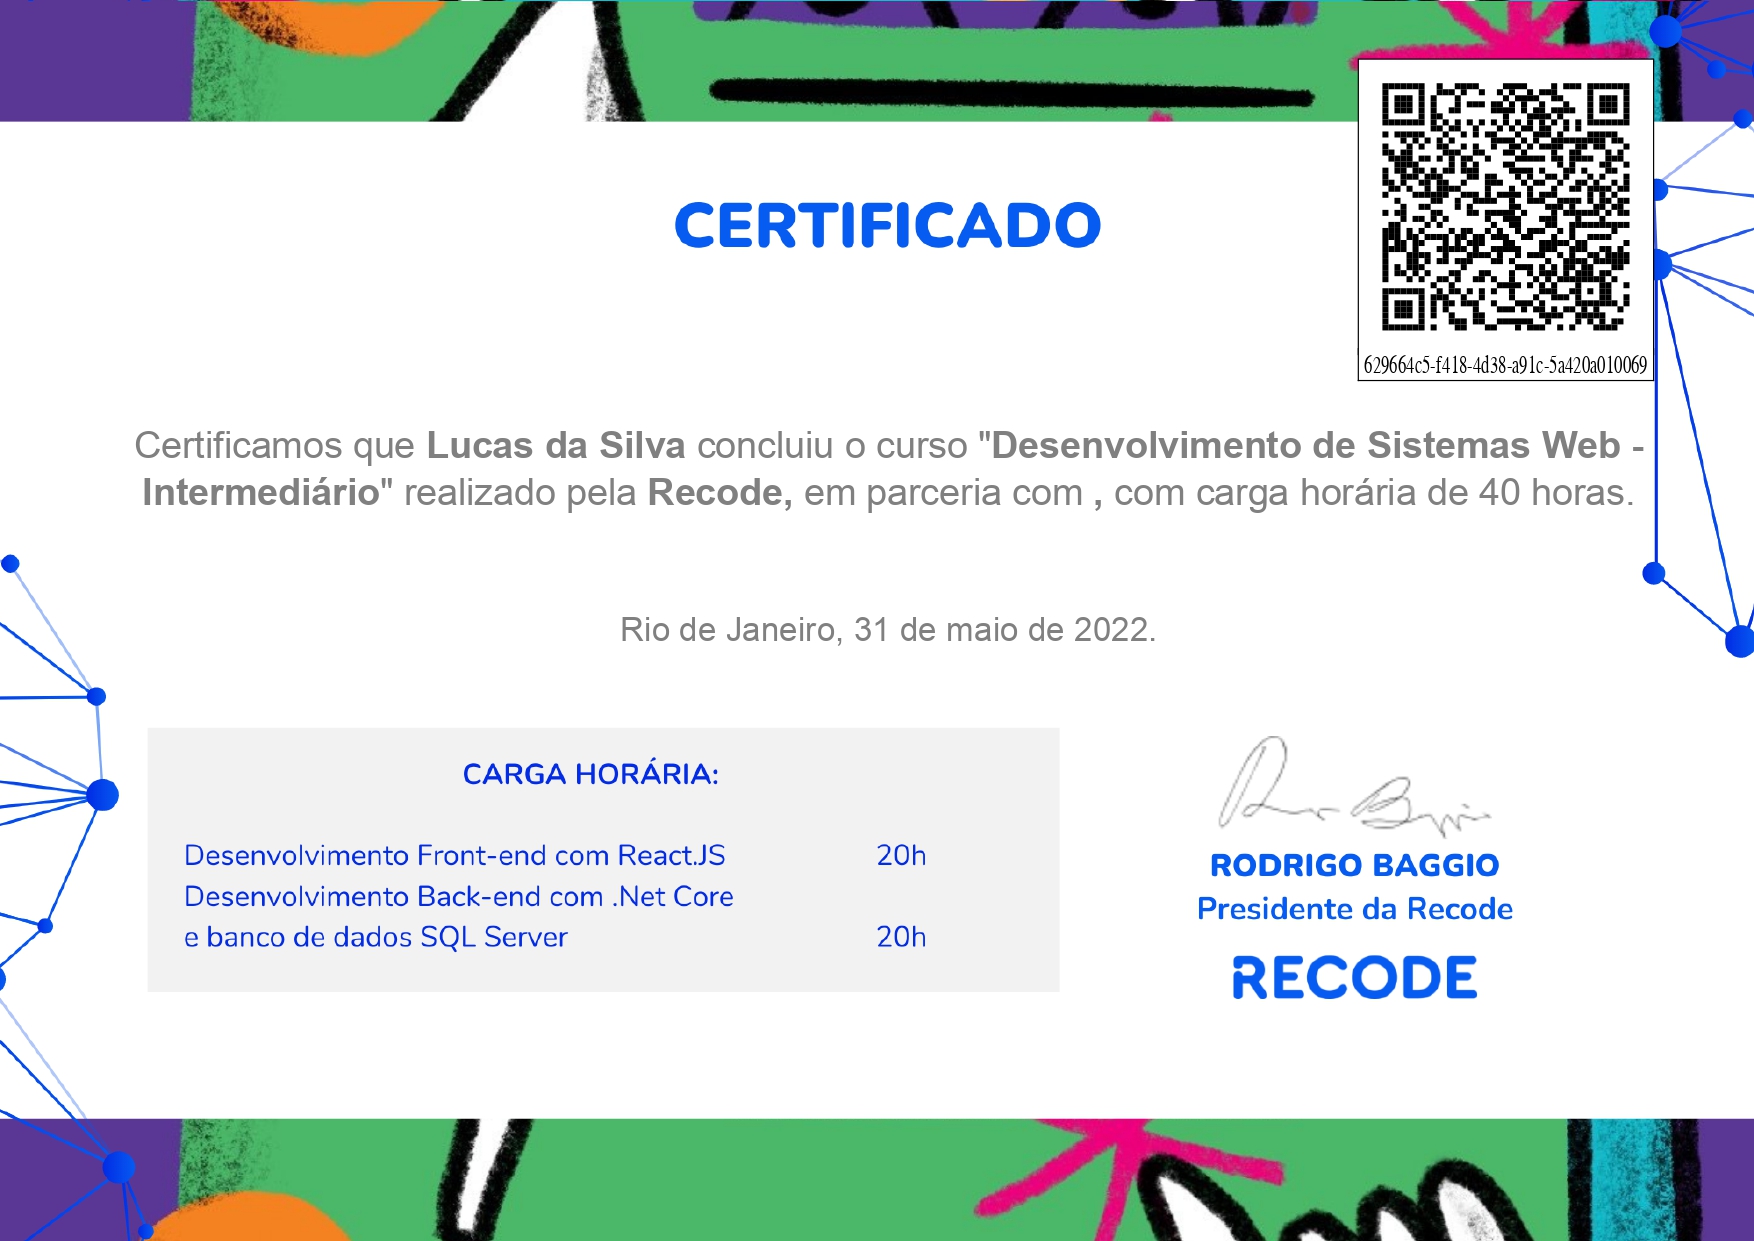 CERTIFICADO
629664c5-f418-4d38-a91c-5a420a010069
Certificamos que Lucas da Silva concluiu o curso "Desenvolvimento de Sistemas Web -
Intermediário" realizado pela Recode, em parceria com , com carga horária de 40 horas.
Rio de Janeiro, 31 de maio de 2022.
CARGA HORÁRIA:
Desenvolvimento Front-end com React.JS 20h
Desenvolvimento Back-end com .Net Core
e banco de dados SQL Server 20h
RODRIGO BAGGIO
Presidente da Recode
RECODE